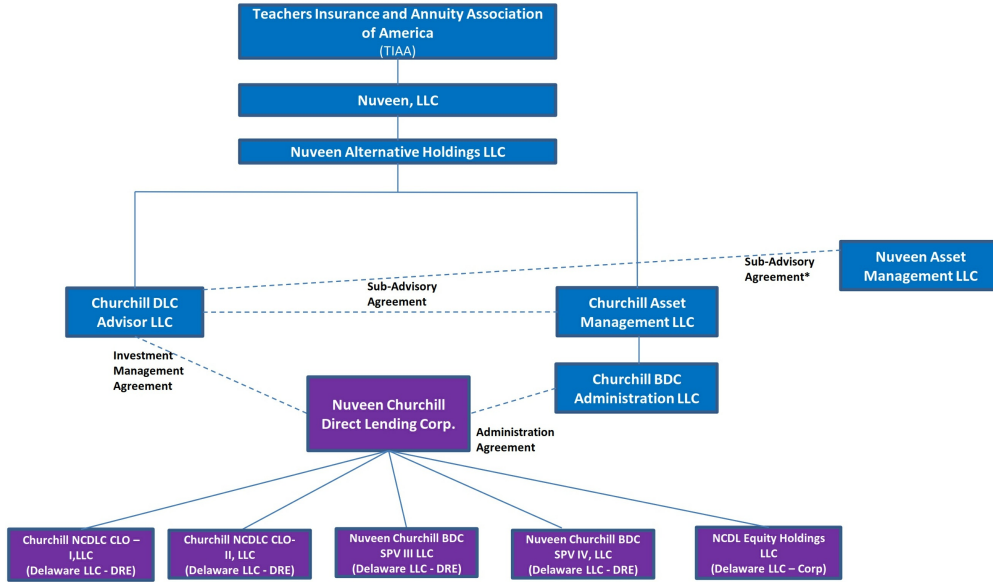 Teachers Insurance and Annuity Association
of America
(TIAA)
Nuveen, LLC
Nuveen Alternative Holdings LLC
Nuveen Asset
Management LLC
Sub-Advisory
Agreement*
Sub-Advisory
Agreement
Churchill DLC
Advisor LLC
Churchill Asset
Management LLC
Investment
Management
Agreement
Churchill BDC
Administration LLC
Nuveen Churchill
Direct Lending Corp.
Administration
Agreement
Churchill NCDLC CLO –
I,LLC
(Delaware LLC - DRE)
Churchill NCDLC CLO-
II, LLC
(Delaware LLC - DRE)
Nuveen Churchill BDC
SPV III LLC
(Delaware LLC - DRE)
Nuveen Churchill BDC
SPV IV, LLC
(Delaware LLC - DRE)
NCDL Equity Holdings
LLC
(Delaware LLC – Corp)